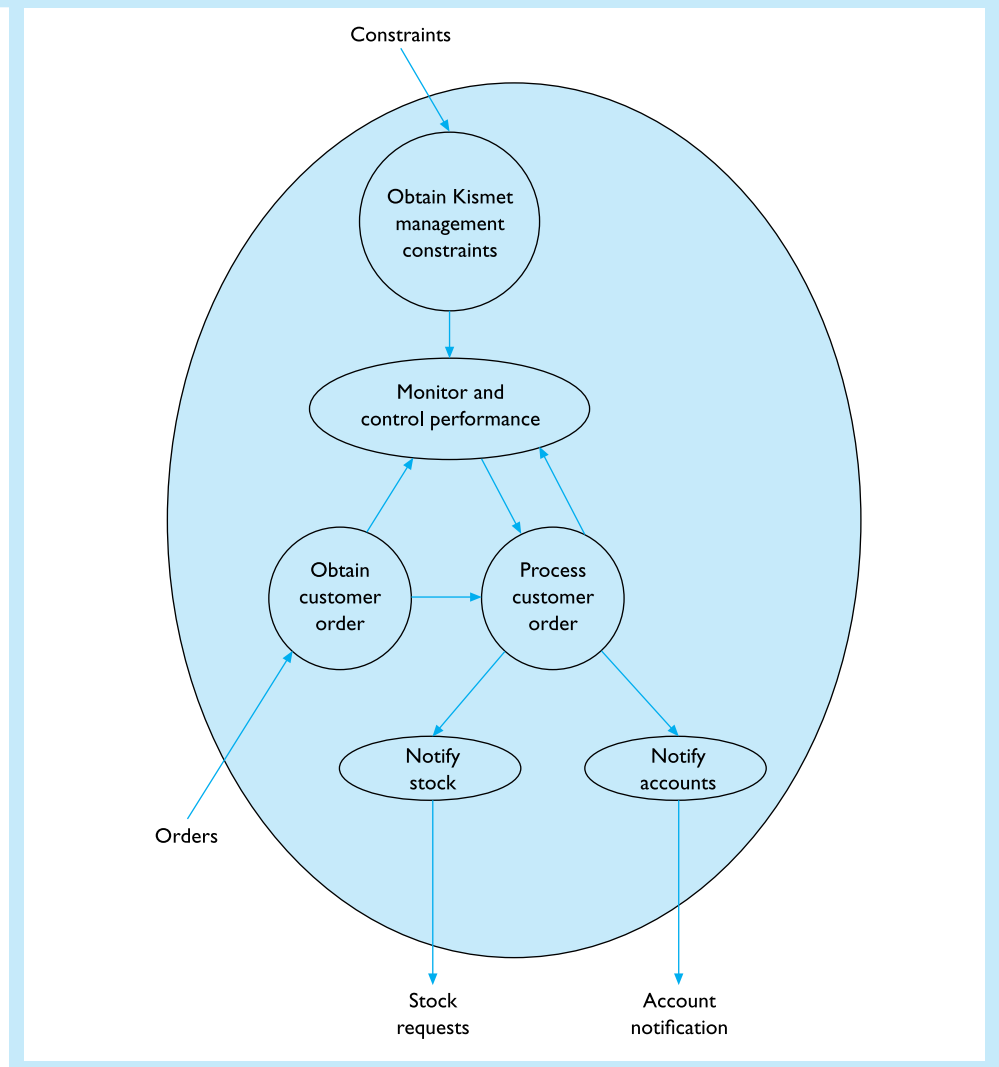 Constraints
Obtain Kismet
management
constraints
Monitor and
control performance
Obtain
customer
order
Process
customer
order
Notify
stock
Notify
accounts
Orders
Stock
requests
Account
notification